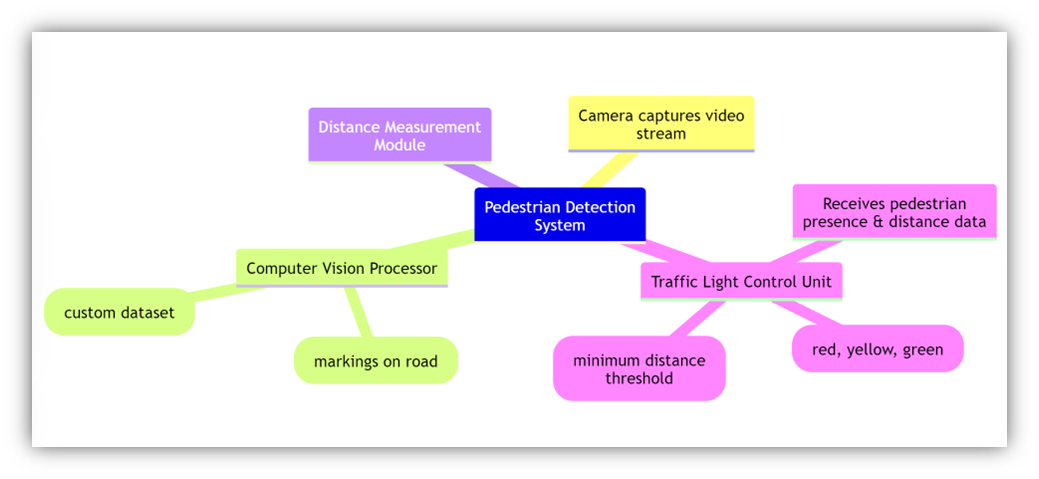 Camera captures video
stream
Distance Measurement
Module
Pedestrian Detection
System
Receives pedestrian
presence & distance data
Computer Vision Processor
Traffic Light Control Unit
custom dataset
markings on road
minimum distance
threshold
red, yellow, green